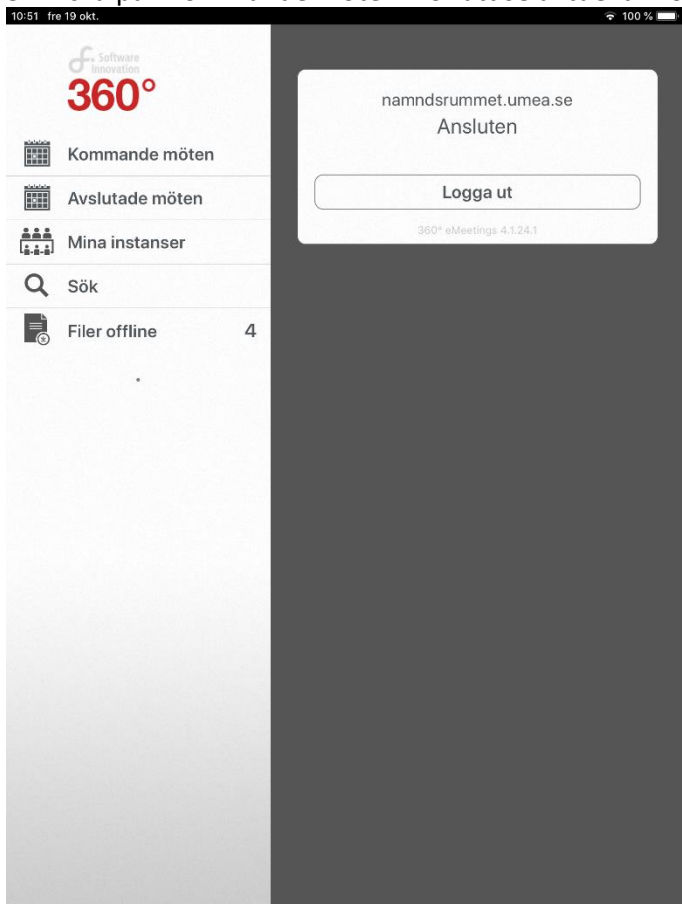 10:51 fre 19 okt.
100 %
Software
Innovation
360°
Kommande möten
Avslutade möten
Mina instanser
Sök
Filer offline 4
namndsrummet.umea.se
Ansluten
Logga ut
360° eMeetings 4.1.24.1